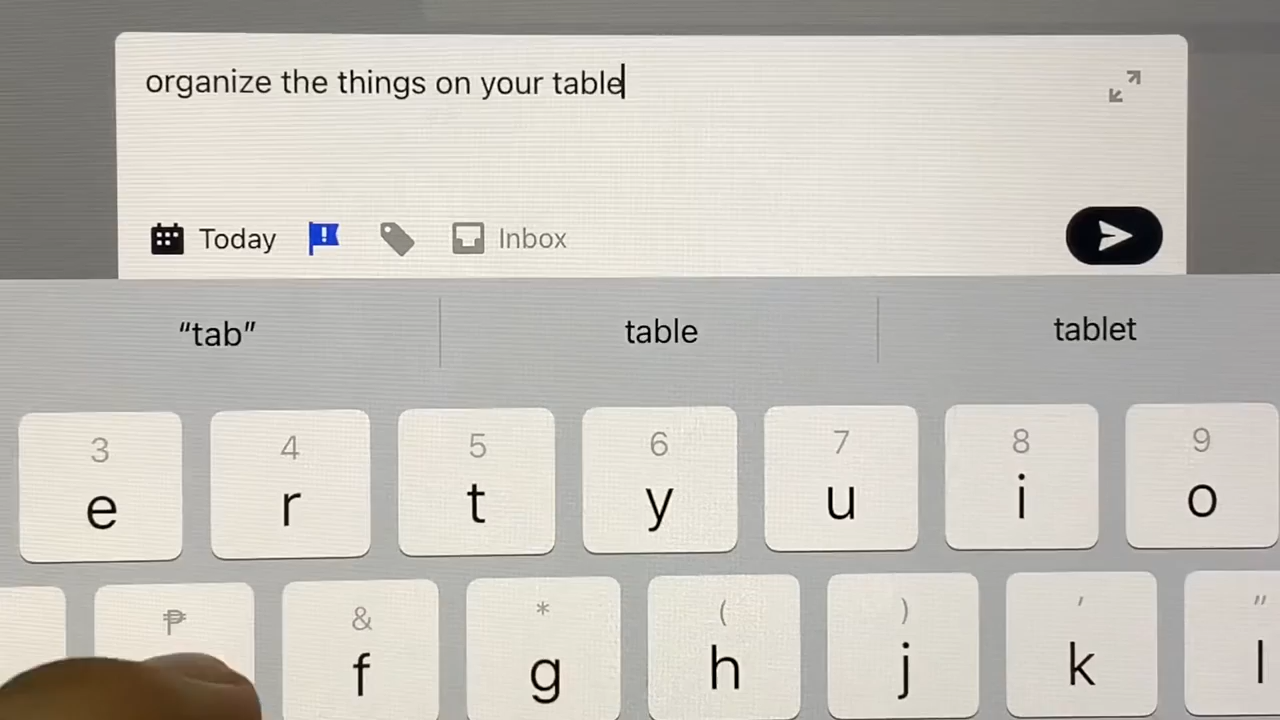 organize the things on your table
Today Inbox
“tab” table tablet
3 4 5 6 7 8 9
e r t y u i o
₱ & * ( ) ' "
f g h j k l